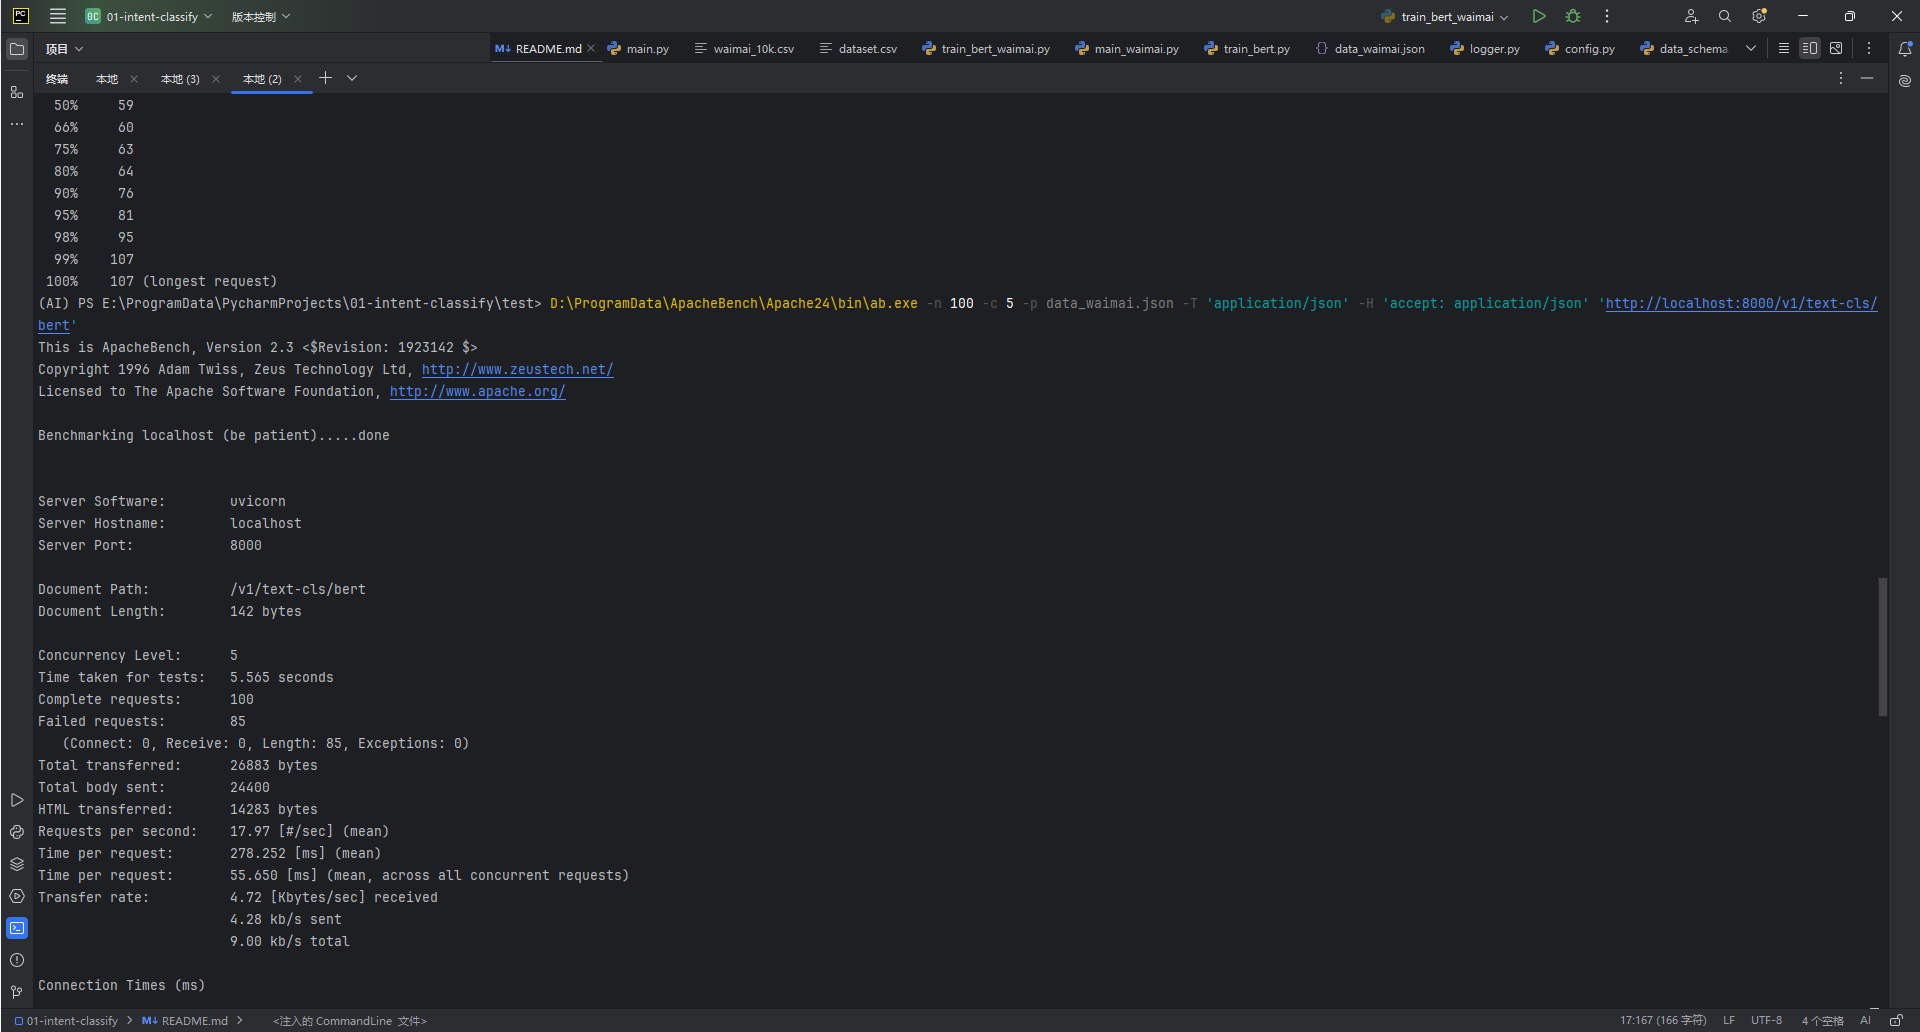 PC OC 01-intent-classify 版本控制 train_bert_waimai
项目 README.md main.py waimai_10k.csv dataset.csv train_bert_waimai.py main_waimai.py train_bert.py data_waimai.json logger.py config.py data_schema
终端 本地 本地 (3) 本地 (2)
50% 59
66% 60
75% 63
80% 64
90% 76
95% 81
98% 95
99% 107
100% 107 (longest request)
(AI) PS E:\ProgramData\PycharmProjects\01-intent-classify\test> D:\ProgramData\ApacheBench\Apache24\bin\ab.exe -n 100 -c 5 -p data_waimai.json -T 'application/json' -H 'accept: application/json' 'http://localhost:8000/v1/text-cls/
bert'
This is ApacheBench, Version 2.3 <$Revision: 1923142 $>
Copyright 1996 Adam Twiss, Zeus Technology Ltd, http://www.zeustech.net/
Licensed to The Apache Software Foundation, http://www.apache.org/
Benchmarking localhost (be patient).....done
Server Software: uvicorn
Server Hostname: localhost
Server Port: 8000
Document Path: /v1/text-cls/bert
Document Length: 142 bytes
Concurrency Level: 5
Time taken for tests: 5.565 seconds
Complete requests: 100
Failed requests: 85
(Connect: 0, Receive: 0, Length: 85, Exceptions: 0)
Total transferred: 26883 bytes
Total body sent: 24400
HTML transferred: 14283 bytes
Requests per second: 17.97 [#/sec] (mean)
Time per request: 278.252 [ms] (mean)
Time per request: 55.650 [ms] (mean, across all concurrent requests)
Transfer rate: 4.72 [Kbytes/sec] received
4.28 kb/s sent
9.00 kb/s total
Connection Times (ms)
01-intent-classify > M↓ README.md > <注入的 CommandLine 文件> 17:167 (166 字符) LF UTF-8 4 个空格 AI